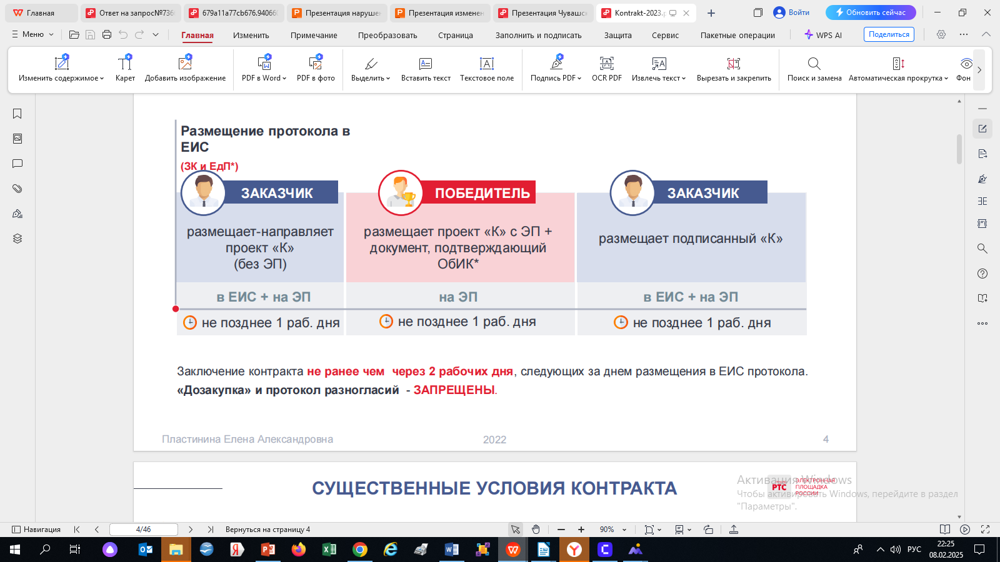 Главная
Ответ на запрос№736
679a11a77cb676.94066
Презентация наруше
Презентация изменен
Презентация Чувашс
Kontrakt-2023.p
Войти
Обновить сейчас
Меню
Главная
Изменить
Примечание
Преобразовать
Страница
Заполнить и подписать
Защита
Сервис
Пакетные операции
WPS AI
Поделиться
Изменить содержимое
Карет
Добавить изображение
PDF в Word
PDF в фото
Выделить
Вставить текст
Текстовое поле
Подпись PDF
OCR PDF
Извлечь текст
Вырезать и закрепить
Поиск и замена
Автоматическая прокрутка
Фон
Размещение протокола в
ЕИС
(ЗК и ЕдП*)
ЗАКАЗЧИК
ПОБЕДИТЕЛЬ
ЗАКАЗЧИК
размещает-направляет
проект «К»
(без ЭП)
размещает проект «К» с ЭП +
документ, подтверждающий
ОбИК*
размещает подписанный «К»
в ЕИС + на ЭП
на ЭП
в ЕИС + на ЭП
не позднее 1 раб. дня
не позднее 1 раб. дня
не позднее 1 раб. дня
Заключение контракта не ранее чем через 2 рабочих дня, следующих за днем размещения в ЕИС протокола.
«Дозакупка» и протокол разногласий - ЗАПРЕЩЕНЫ.
Пластинина Елена Александровна
2022
4
СУЩЕСТВЕННЫЕ УСЛОВИЯ КОНТРАКТА
РТС
ЭЛЕКТРОННАЯ
ПЛОЩАДКА
РОССИИ
Активация Windows
Чтобы активировать Windows, перейдите в раздел
"Параметры".
Навигация
4/46
Вернуться на страницу 4
90%
РУС
22:25
08.02.2025